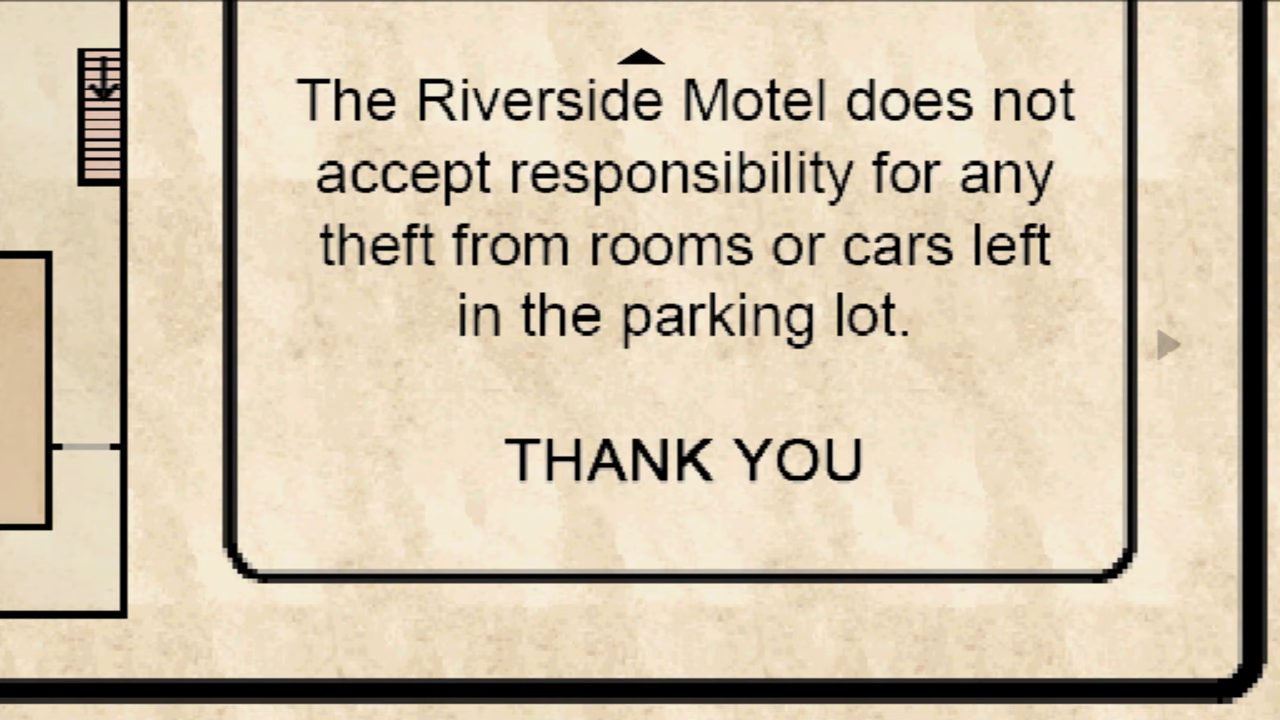 The Riverside Motel does not
accept responsibility for any
theft from rooms or cars left
in the parking lot.
THANK YOU